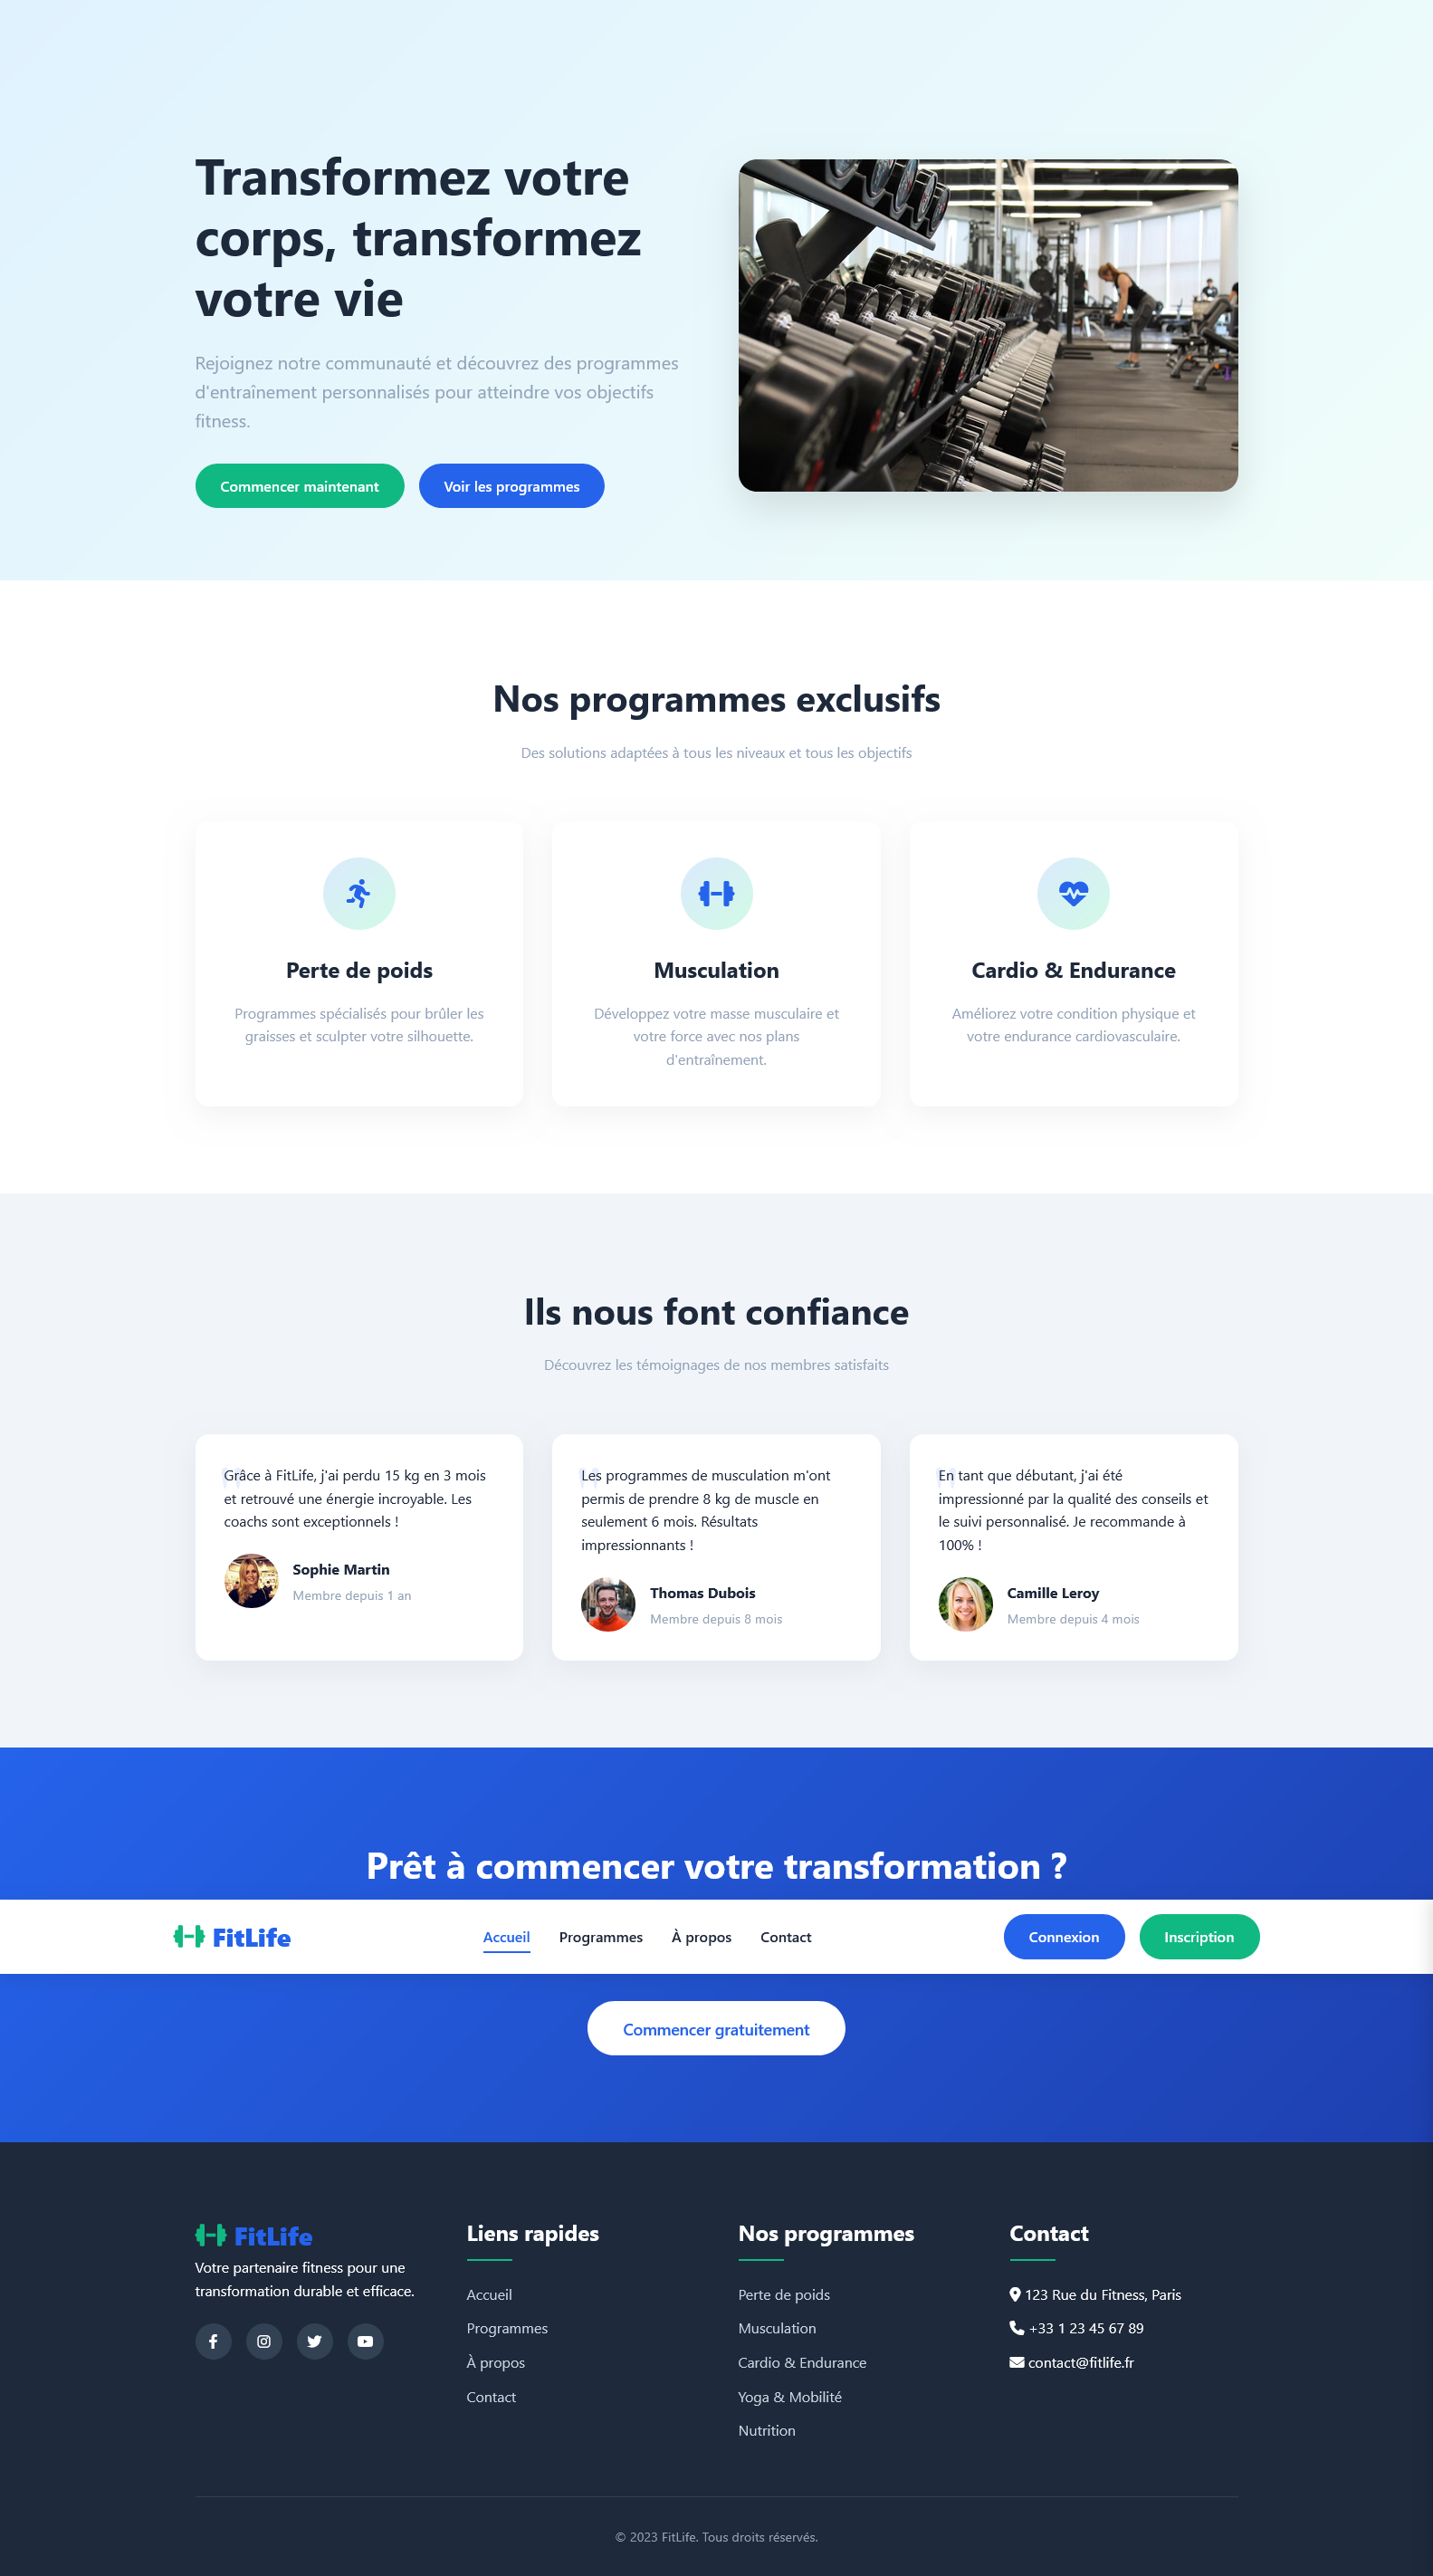 Transformez votre
corps, transformez
votre vie
Rejoignez notre communauté et découvrez des programmes
d'entraînement personnalisés pour atteindre vos objectifs
fitness.
Commencer maintenant
Voir les programmes
Nos programmes exclusifs
Des solutions adaptées à tous les niveaux et tous les objectifs
Perte de poids
Programmes spécialisés pour brûler les
graisses et sculpter votre silhouette.
Musculation
Développez votre masse musculaire et
votre force avec nos plans
d'entraînement.
Cardio & Endurance
Améliorez votre condition physique et
votre endurance cardiovasculaire.
Ils nous font confiance
Découvrez les témoignages de nos membres satisfaits
"
Grâce à FitLife, j'ai perdu 15 kg en 3 mois
et retrouvé une énergie incroyable. Les
coachs sont exceptionnels !
Sophie Martin
Membre depuis 1 an
"
Les programmes de musculation m'ont
permis de prendre 8 kg de muscle en
seulement 6 mois. Résultats
impressionnants !
Thomas Dubois
Membre depuis 8 mois
"
En tant que débutant, j'ai été
impressionné par la qualité des conseils et
le suivi personnalisé. Je recommande à
100% !
Camille Leroy
Membre depuis 4 mois
Prêt à commencer votre transformation ?
FitLife
Accueil
Programmes
À propos
Contact
Connexion
Inscription
Commencer gratuitement
FitLife
Votre partenaire fitness pour une
transformation durable et efficace.
Liens rapides
Accueil
Programmes
À propos
Contact
Nos programmes
Perte de poids
Musculation
Cardio & Endurance
Yoga & Mobilité
Nutrition
Contact
123 Rue du Fitness, Paris
+33 1 23 45 67 89
contact@fitlife.fr
© 2023 FitLife. Tous droits réservés.